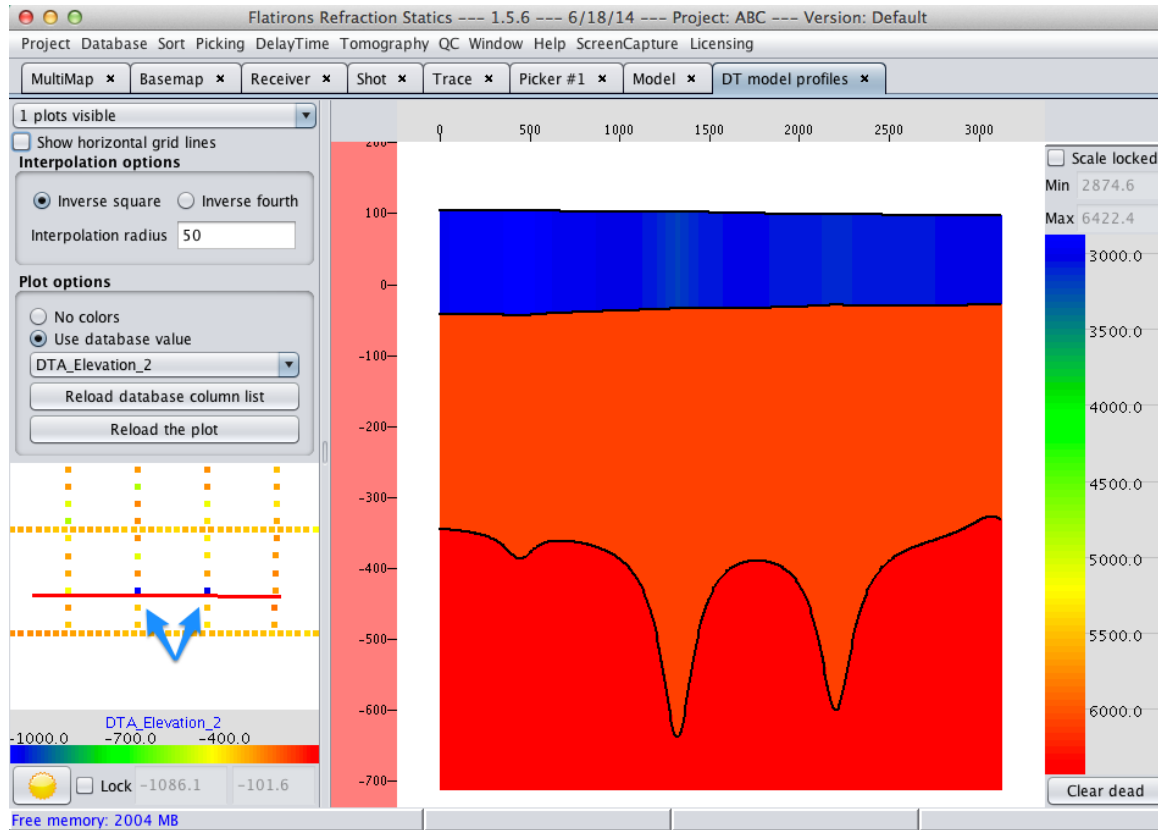 Flatirons Refraction Statics --- 1.5.6 --- 6/18/14 --- Project: ABC --- Version: Default
Project Database Sort Picking DelayTime Tomography QC Window Help ScreenCapture Licensing
MultiMap × Basemap × Receiver × Shot × Trace × Picker #1 × Model × DT model profiles ×
1 plots visible
Show horizontal grid lines
Interpolation options
Inverse square Inverse fourth
Interpolation radius 50
Plot options
No colors
Use database value
DTA_Elevation_2
Reload database column list
Reload the plot
DTA_Elevation_2
-1000.0 -700.0 -400.0
Lock -1086.1 -101.6
Free memory: 2004 MB
0 500 1000 1500 2000 2500 3000
200
100
0
-100
-200
-300
-400
-500
-600
-700
Scale locked
Min 2874.6
Max 6422.4
3000.0
3500.0
4000.0
4500.0
5000.0
5500.0
6000.0
Clear dead